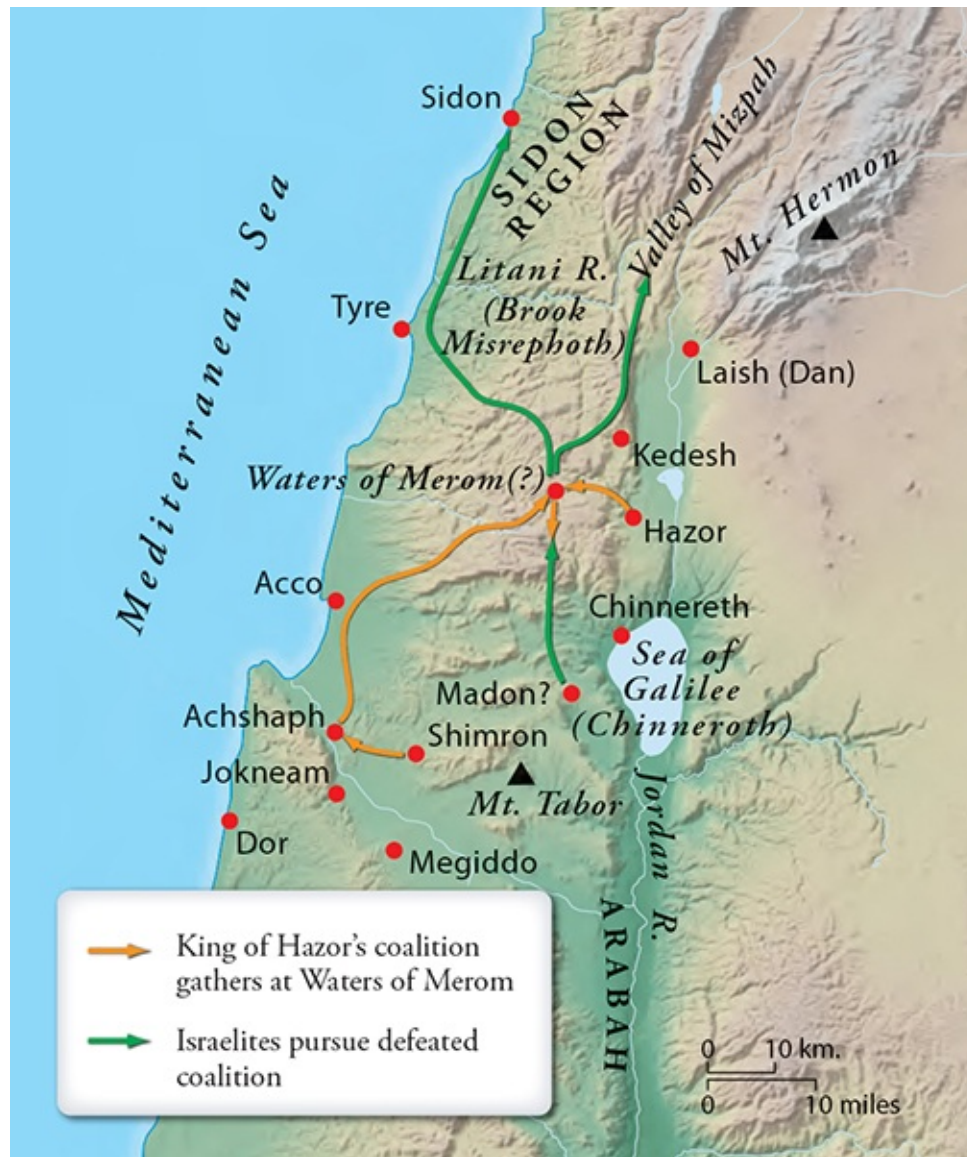 Sidon
SIDON
REGION
Valley of Mizpah
Mt. Hermon
Mediterranean Sea
Litani R.
(Brook
Misrephoth)
Tyre
Laish (Dan)
Kedesh
Waters of Merom(?)
Hazor
Acco
Chinnereth
Sea of
Galilee
(Chinneroth)
Madon?
Achshaph
Shimron
Jokneam
Mt. Tabor
Jordan R.
Dor
Megiddo
ARABAH
King of Hazor’s coalition
gathers at Waters of Merom
Israelites pursue defeated
coalition
0 10 km.
0 10 miles